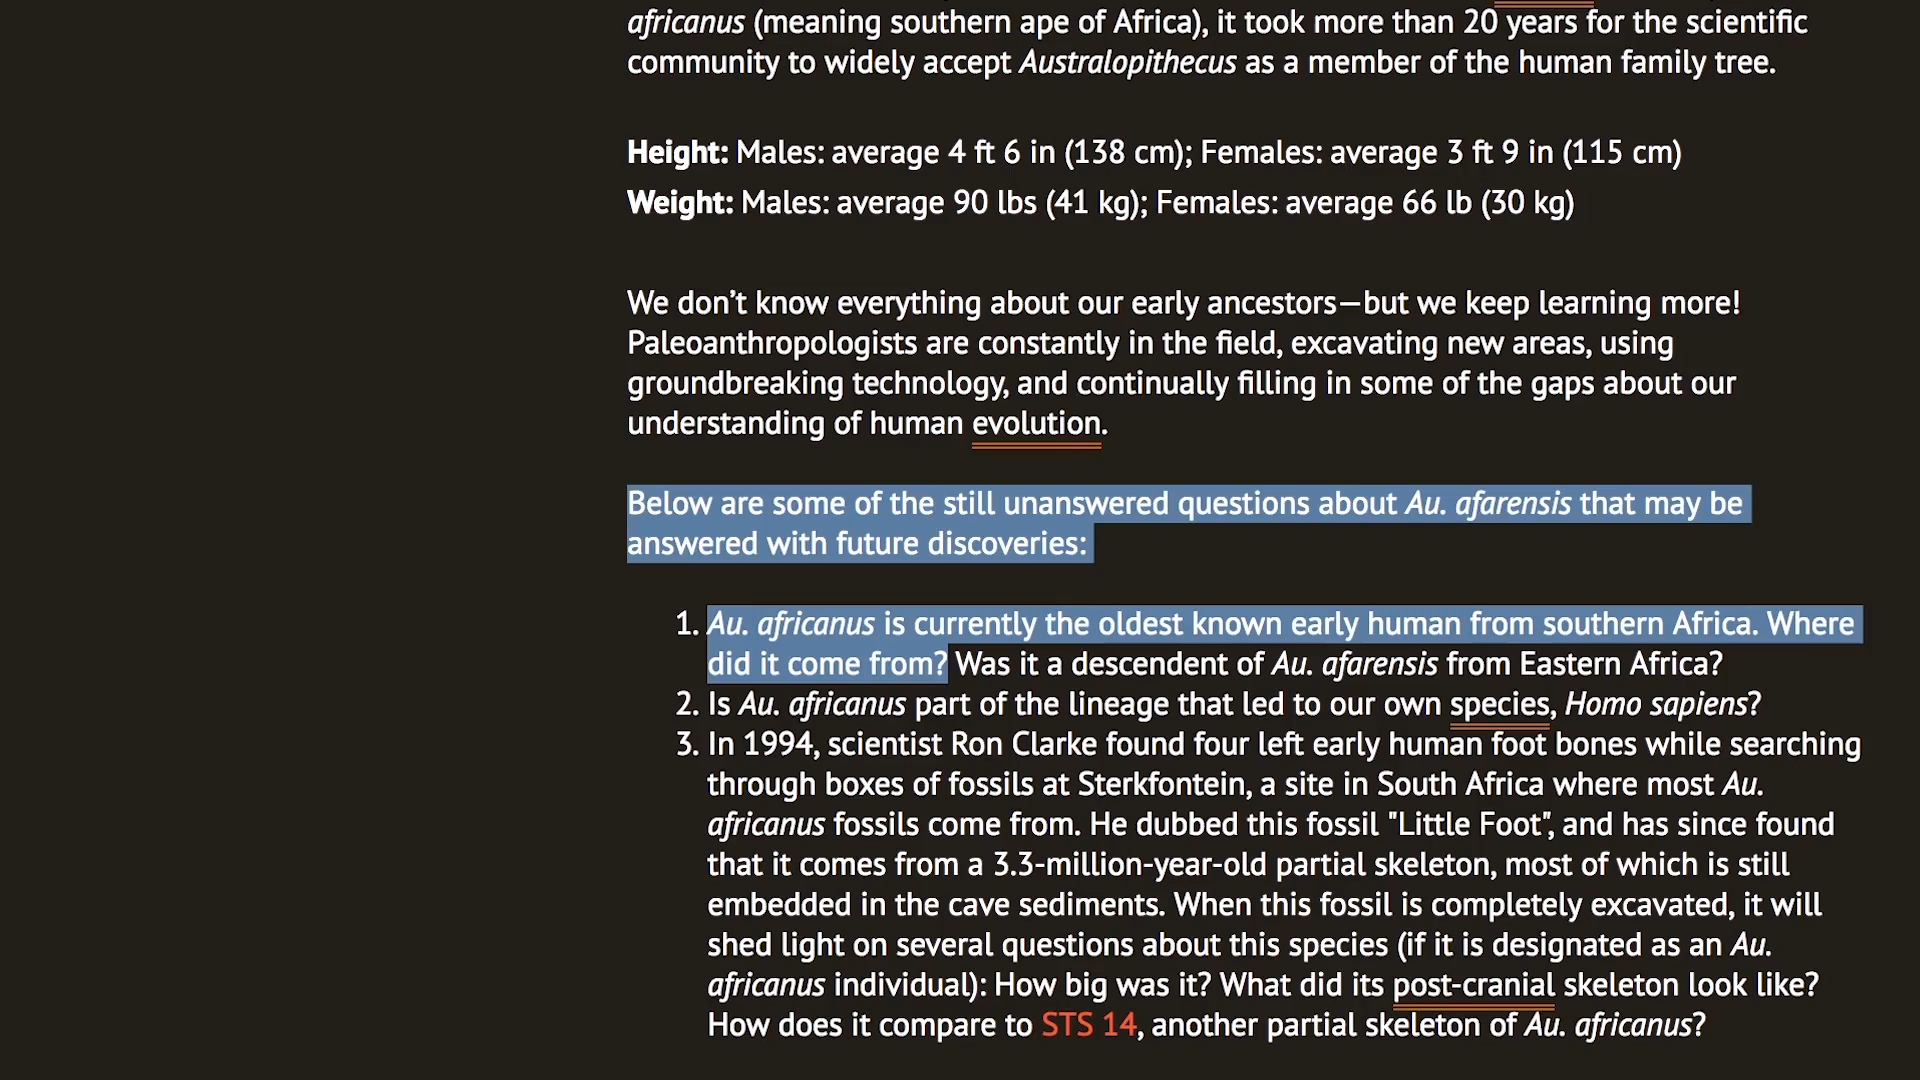 africanus (meaning southern ape of Africa), it took more than 20 years for the scientific
community to widely accept Australopithecus as a member of the human family tree.
Height: Males: average 4 ft 6 in (138 cm); Females: average 3 ft 9 in (115 cm)
Weight: Males: average 90 lbs (41 kg); Females: average 66 lb (30 kg)
We don’t know everything about our early ancestors—but we keep learning more!
Paleoanthropologists are constantly in the field, excavating new areas, using
groundbreaking technology, and continually filling in some of the gaps about our
understanding of human evolution.
Below are some of the still unanswered questions about Au. afarensis that may be
answered with future discoveries:
1. Au. africanus is currently the oldest known early human from southern Africa. Where
did it come from? Was it a descendent of Au. afarensis from Eastern Africa?
2. Is Au. africanus part of the lineage that led to our own species, Homo sapiens?
3. In 1994, scientist Ron Clarke found four left early human foot bones while searching
through boxes of fossils at Sterkfontein, a site in South Africa where most Au.
africanus fossils come from. He dubbed this fossil "Little Foot", and has since found
that it comes from a 3.3-million-year-old partial skeleton, most of which is still
embedded in the cave sediments. When this fossil is completely excavated, it will
shed light on several questions about this species (if it is designated as an Au.
africanus individual): How big was it? What did its post-cranial skeleton look like?
How does it compare to STS 14, another partial skeleton of Au. africanus?